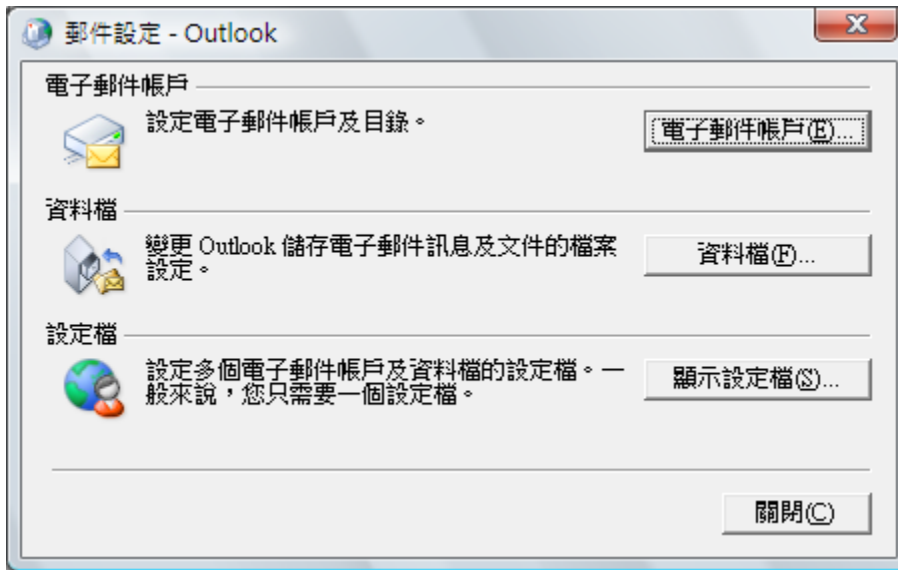 郵件設定 - Outlook
電子郵件帳戶
設定電子郵件帳戶及目錄。
電子郵件帳戶(E)...
資料檔
變更 Outlook 儲存電子郵件訊息及文件的檔案
設定。
資料檔(F)...
設定檔
設定多個電子郵件帳戶及資料檔的設定檔。一
般來說，您只需要一個設定檔。
顯示設定檔(S)...
關閉(C)